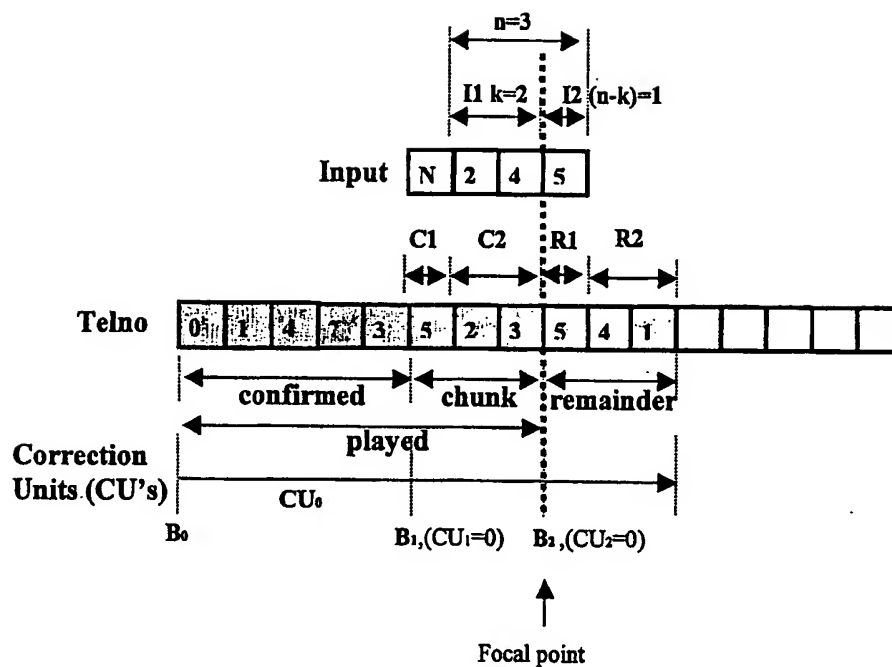 n=3
I1 k=2 I2 (n-k)=1
Input N 2 4 5
C1 C2 R1 R2
Telno 0 1 4 7 3 5 2 3 5 4 1
confirmed chunk remainder
played
Correction
Units (CU's)
CU₀
B₀ B₁,(CU₁=0) B₂,(CU₂=0)
Focal point